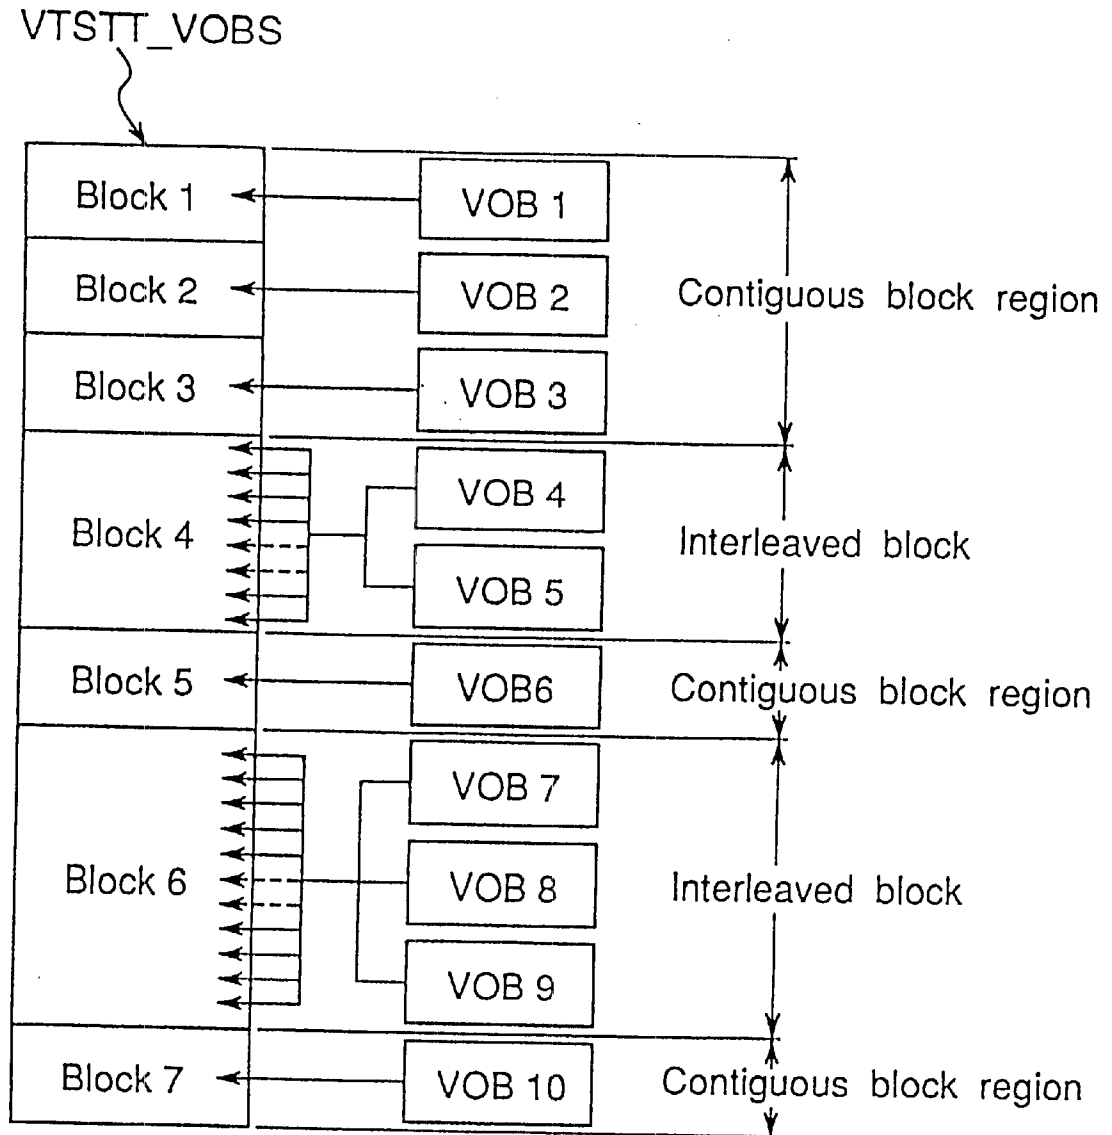 VTSTT_VOBS
Block 1
VOB 1
Block 2
VOB 2
Contiguous block region
Block 3
VOB 3
Block 4
VOB 4
Interleaved block
VOB 5
Block 5
VOB6
Contiguous block region
VOB 7
Block 6
VOB 8
Interleaved block
VOB 9
Block 7
VOB 10
Contiguous block region